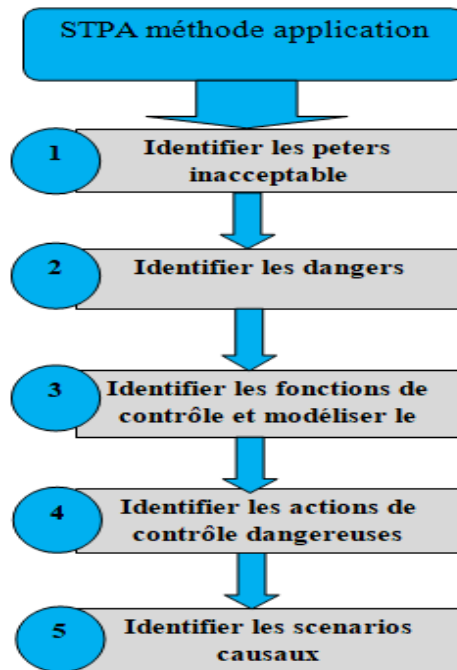 STPA méthode application
1
Identifier les peters
inacceptable
2
Identifier les dangers
3
Identifier les fonctions de
contrôle et modéliser le
4
Identifier les actions de
contrôle dangereuses
5
Identifier les scenarios
causaux